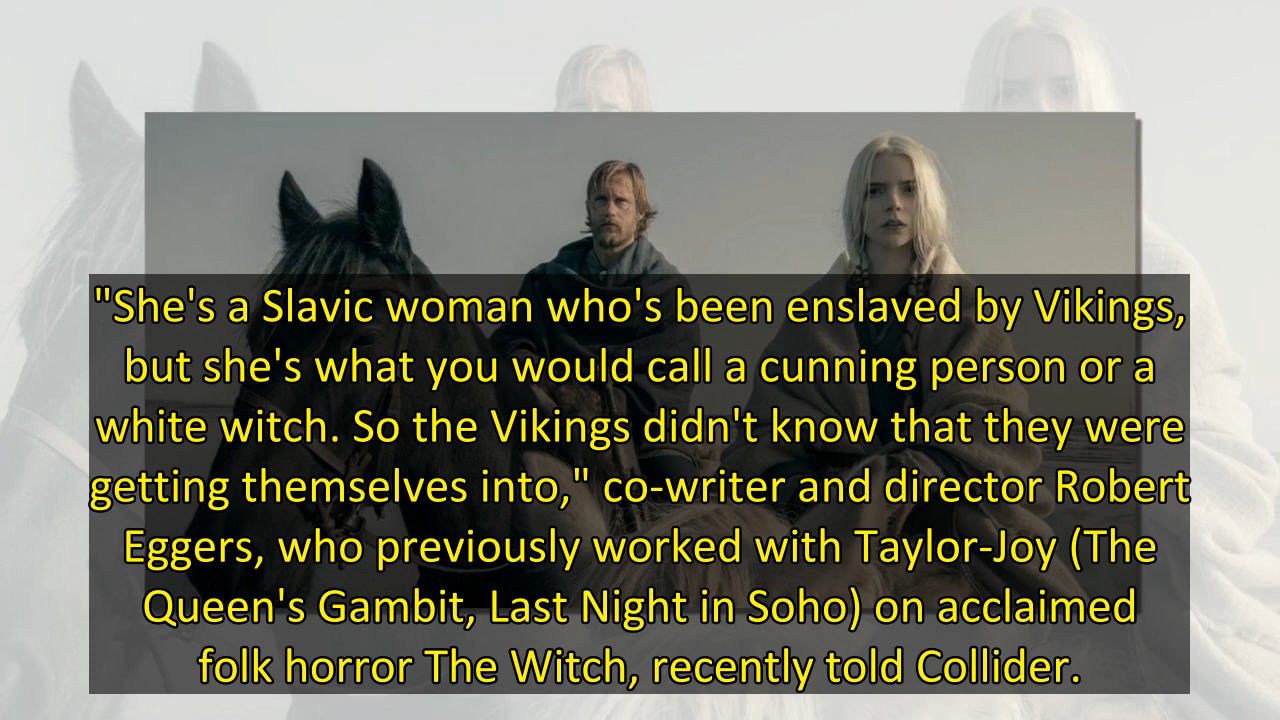 "She's a Slavic woman who's been enslaved by Vikings,
but she's what you would call a cunning person or a
white witch. So the Vikings didn't know that they were
getting themselves into," co-writer and director Robert
Eggers, who previously worked with Taylor-Joy (The
Queen's Gambit, Last Night in Soho) on acclaimed
folk horror The Witch, recently told Collider.